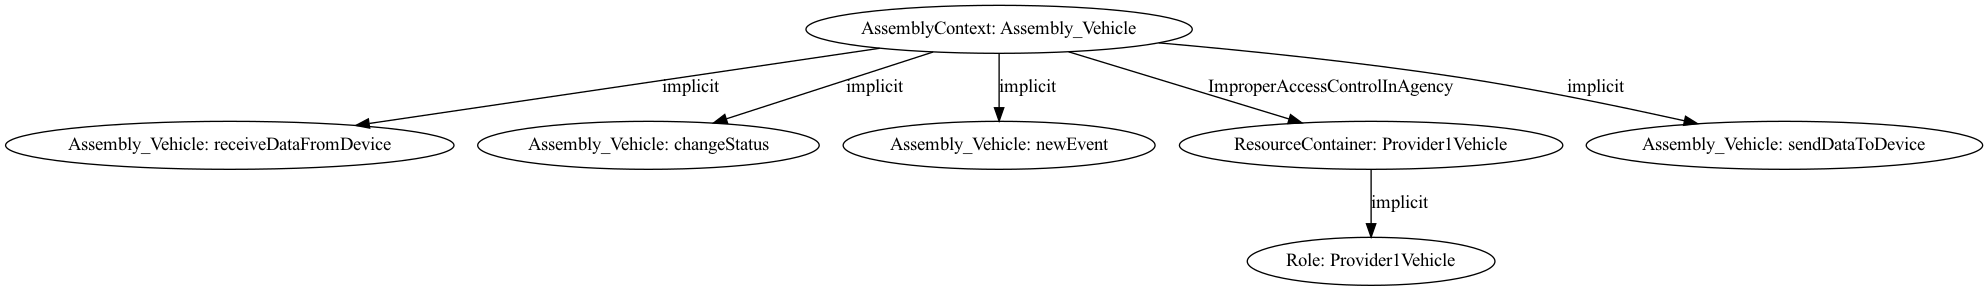 AssemblyContext: Assembly_Vehicle
implicit
implicit
implicit
ImproperAccessControlInAgency
implicit
Assembly_Vehicle: receiveDataFromDevice
Assembly_Vehicle: changeStatus
Assembly_Vehicle: newEvent
ResourceContainer: Provider1Vehicle
Assembly_Vehicle: sendDataToDevice
implicit
Role: Provider1Vehicle